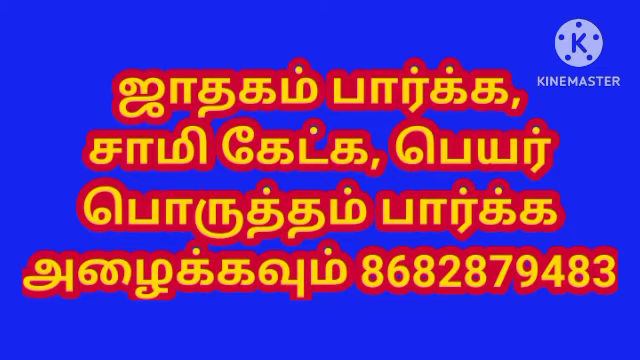 KINEMASTER
ஜாதகம் பார்க்க,
சாமி கேட்க, பெயர்
பொருத்தம் பார்க்க
அழைக்கவும் 8682879483